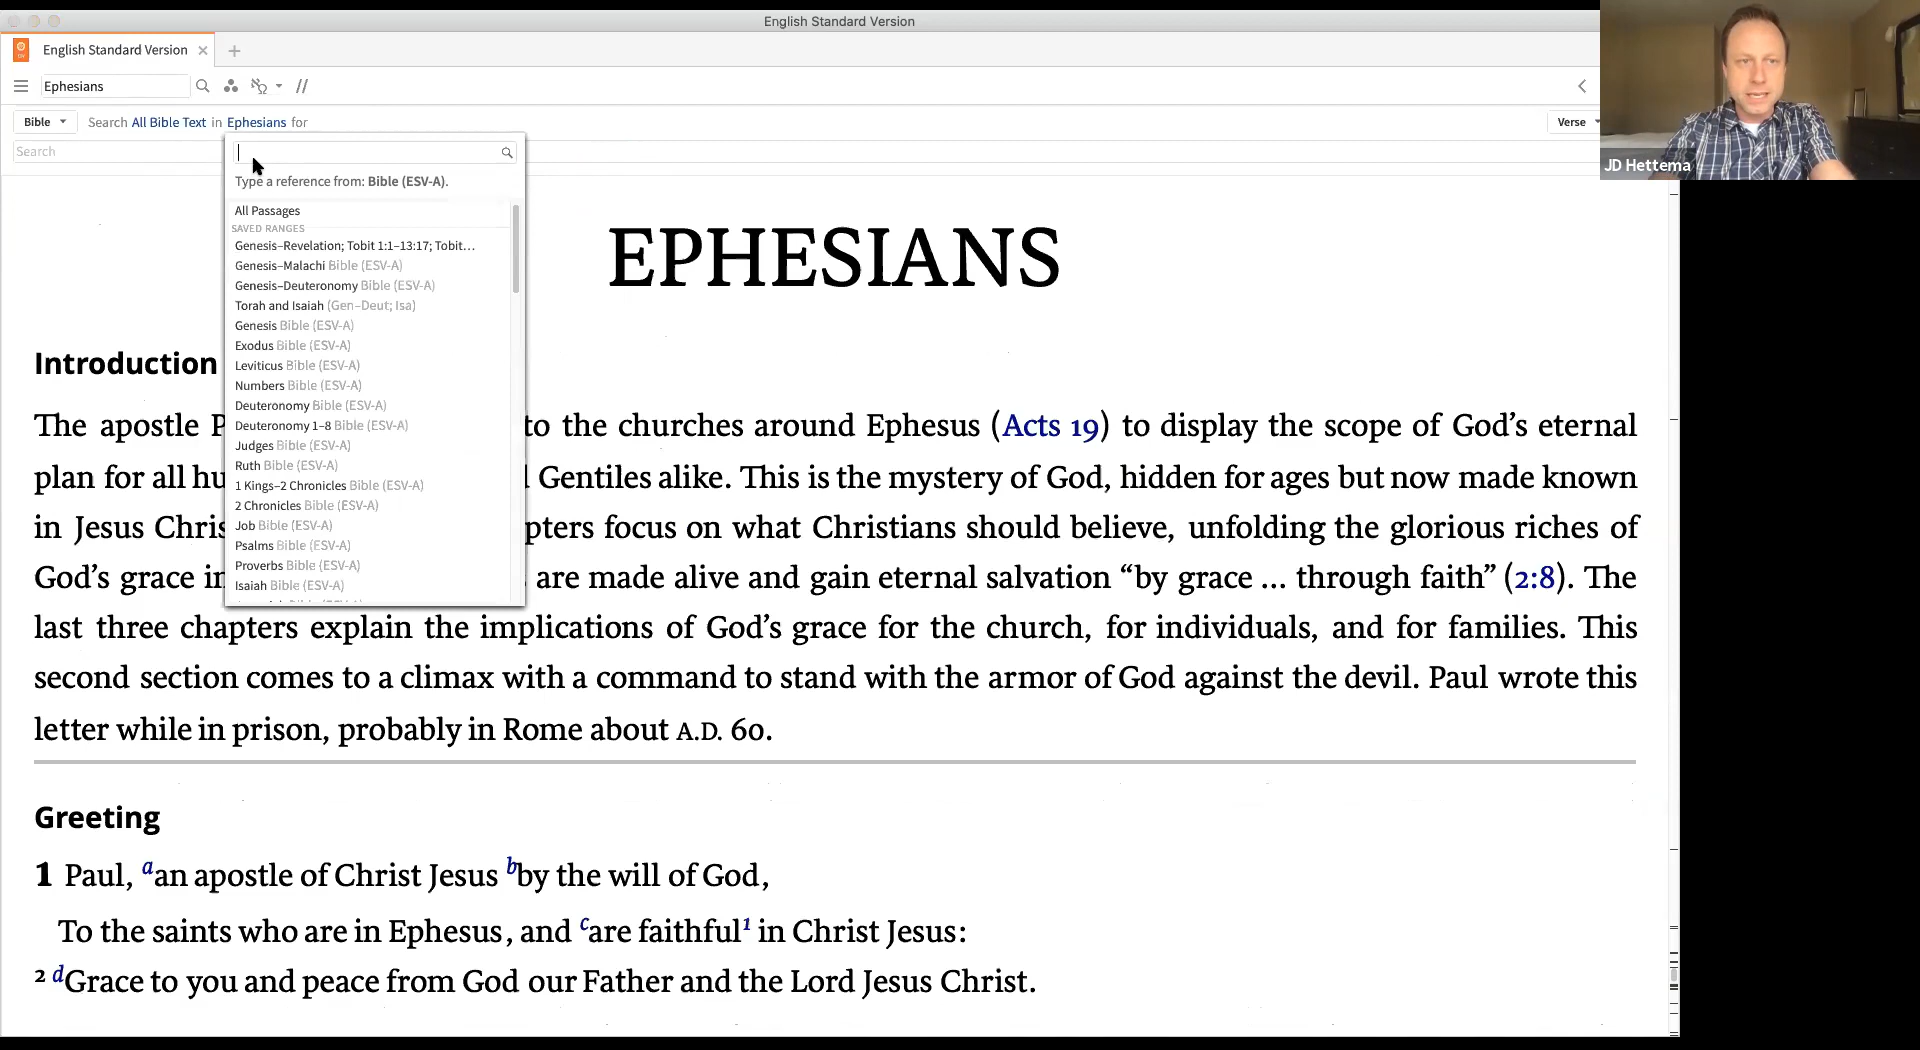 English Standard Version
English Standard Version
Ephesians
Bible Search All Bible Text in Ephesians for Verse
Search
JD Hettema
Type a reference from: Bible (ESV-A).
All Passages
SAVED RANGES
Genesis–Revelation; Tobit 1:1–13:17; Tobit...
Genesis–Malachi Bible (ESV-A)
Genesis–Deuteronomy Bible (ESV-A)
Torah and Isaiah (Gen–Deut; Isa)
Genesis Bible (ESV-A)
Exodus Bible (ESV-A)
Leviticus Bible (ESV-A)
Numbers Bible (ESV-A)
Deuteronomy Bible (ESV-A)
Deuteronomy 1–8 Bible (ESV-A)
Judges Bible (ESV-A)
Ruth Bible (ESV-A)
1 Kings–2 Chronicles Bible (ESV-A)
2 Chronicles Bible (ESV-A)
Job Bible (ESV-A)
Psalms Bible (ESV-A)
Proverbs Bible (ESV-A)
Isaiah Bible (ESV-A)
EPHESIANS
Introduction
The apostle P to the churches around Ephesus (Acts 19) to display the scope of God’s eternal
plan for all hu Gentiles alike. This is the mystery of God, hidden for ages but now made known
in Jesus Chris pters focus on what Christians should believe, unfolding the glorious riches of
God’s grace in are made alive and gain eternal salvation “by grace ... through faith” (2:8). The
last three chapters explain the implications of God’s grace for the church, for individuals, and for families. This
second section comes to a climax with a command to stand with the armor of God against the devil. Paul wrote this
letter while in prison, probably in Rome about A.D. 60.
Greeting
1 Paul, a an apostle of Christ Jesus b by the will of God,
To the saints who are in Ephesus, and c are faithful1 in Christ Jesus:
2 d Grace to you and peace from God our Father and the Lord Jesus Christ.